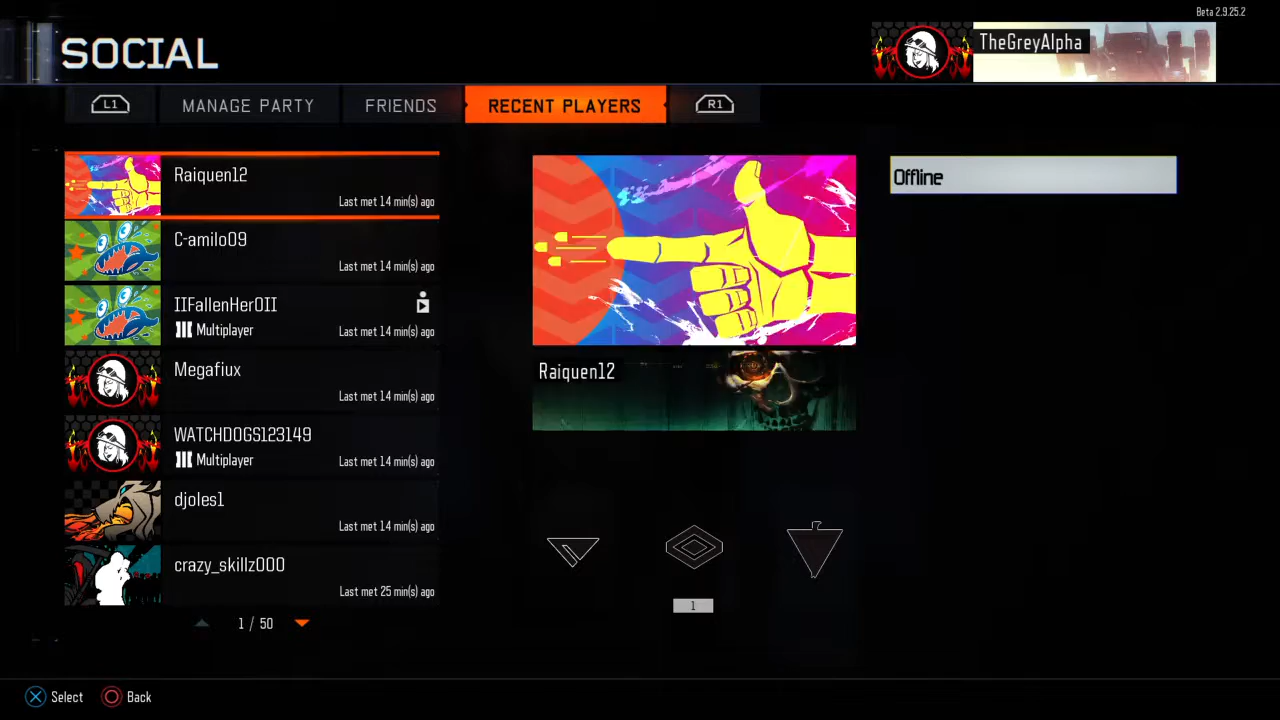 Beta 2.9.25.2
SOCIAL
TheGreyAlpha
L1 MANAGE PARTY FRIENDS RECENT PLAYERS R1
Raiquen12
Last met 14 min(s) ago
C-amilo09
Last met 14 min(s) ago
IIFallenHer0II
Multiplayer Last met 14 min(s) ago
Megafiux
Last met 14 min(s) ago
WATCHDOGS123149
Multiplayer Last met 14 min(s) ago
djoles1
Last met 14 min(s) ago
crazy_skillz000
Last met 25 min(s) ago
1 / 50
Raiquen12
1
Offline
Select Back